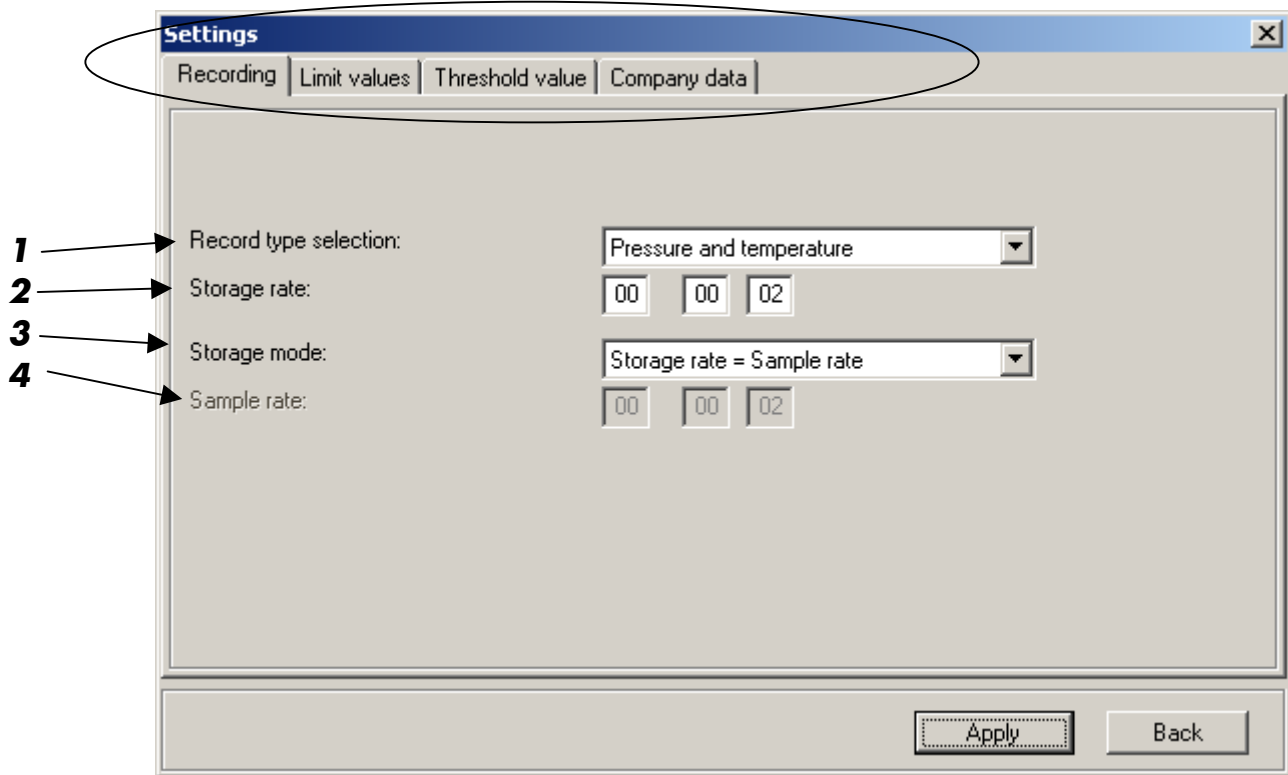 Settings
Recording Limit values Threshold value Company data
1 Record type selection: Pressure and temperature
2 Storage rate: 00 00 02
3 Storage mode: Storage rate = Sample rate
4 Sample rate: 00 00 02
Apply Back